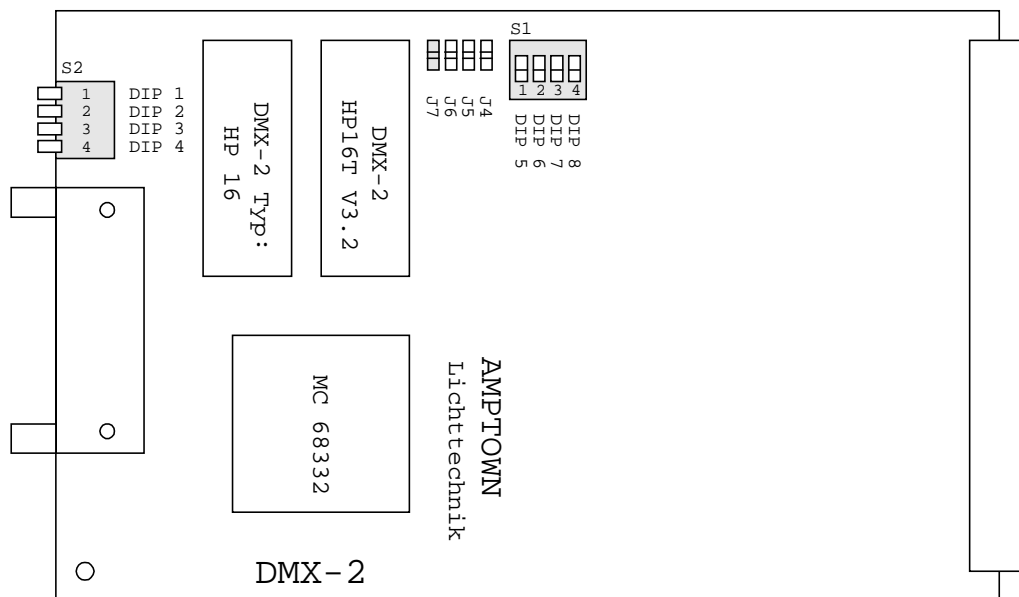 S1
S2
1 DIP 1
2 DIP 2
3 DIP 3
4 DIP 4
DMX-2 Typ:
HP 16
DMX-2
HP16T V3.2
J7
J6
J5
J4
1 2 3 4
DIP 5
DIP 6
DIP 7
DIP 8
MC 68332
AMPTOWN
Lichttechnik
DMX-2